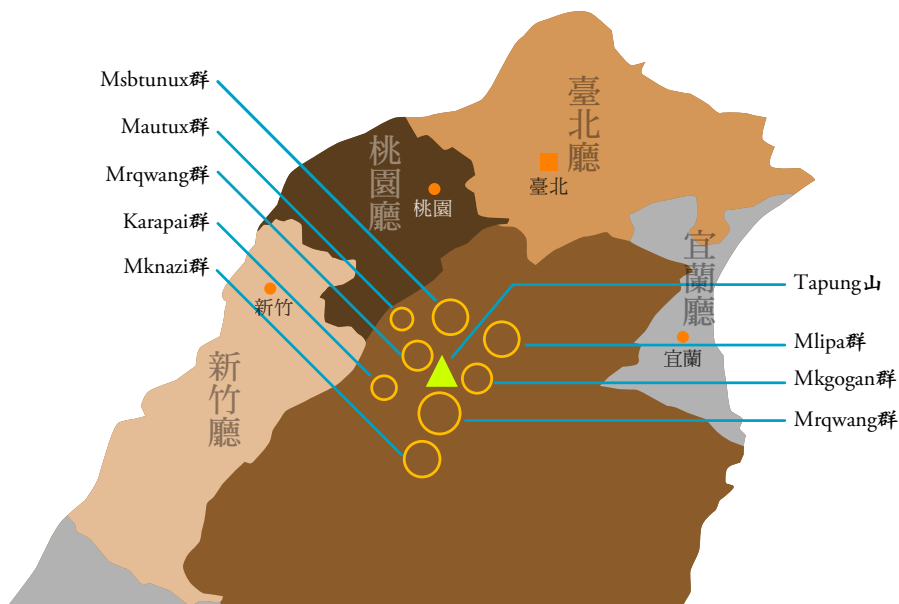 Msbtunux群
Mautux群
Mrqwang群
Karapai群
Mknazi群
臺北廳
臺北
桃園廳
桃園
宜蘭廳
宜蘭
新竹
新竹廳
Tapung山
Mlipa群
Mkgogan群
Mrqwang群